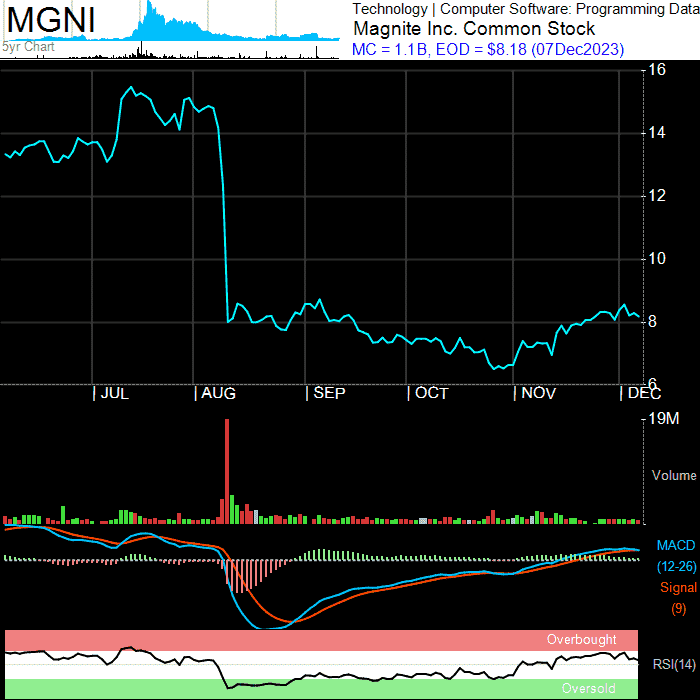 MGNI
5yr Chart
Technology | Computer Software: Programming Data
Magnite Inc. Common Stock
MC = 1.1B, EOD = $8.18 (07Dec2023)
16
14
12
10
8
6
JUL AUG SEP OCT NOV DEC
19M
Volume
MACD
(12-26)
Signal
(9)
Overbought
RSI(14)
Oversold